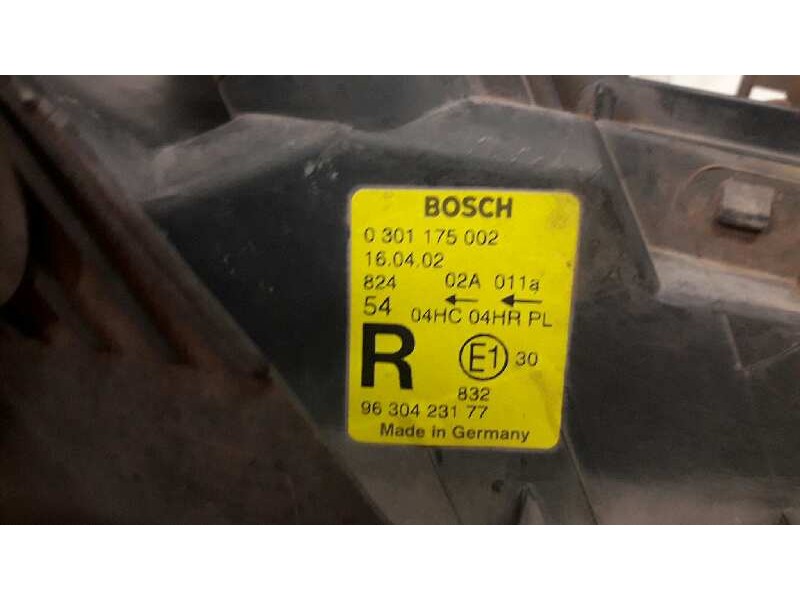 BOSCH
0 301 175 002
16.04.02
824 02A 011a
54 ← ←
04HC 04HR PL
R E1 30
832
96 304 231 77
Made in Germany